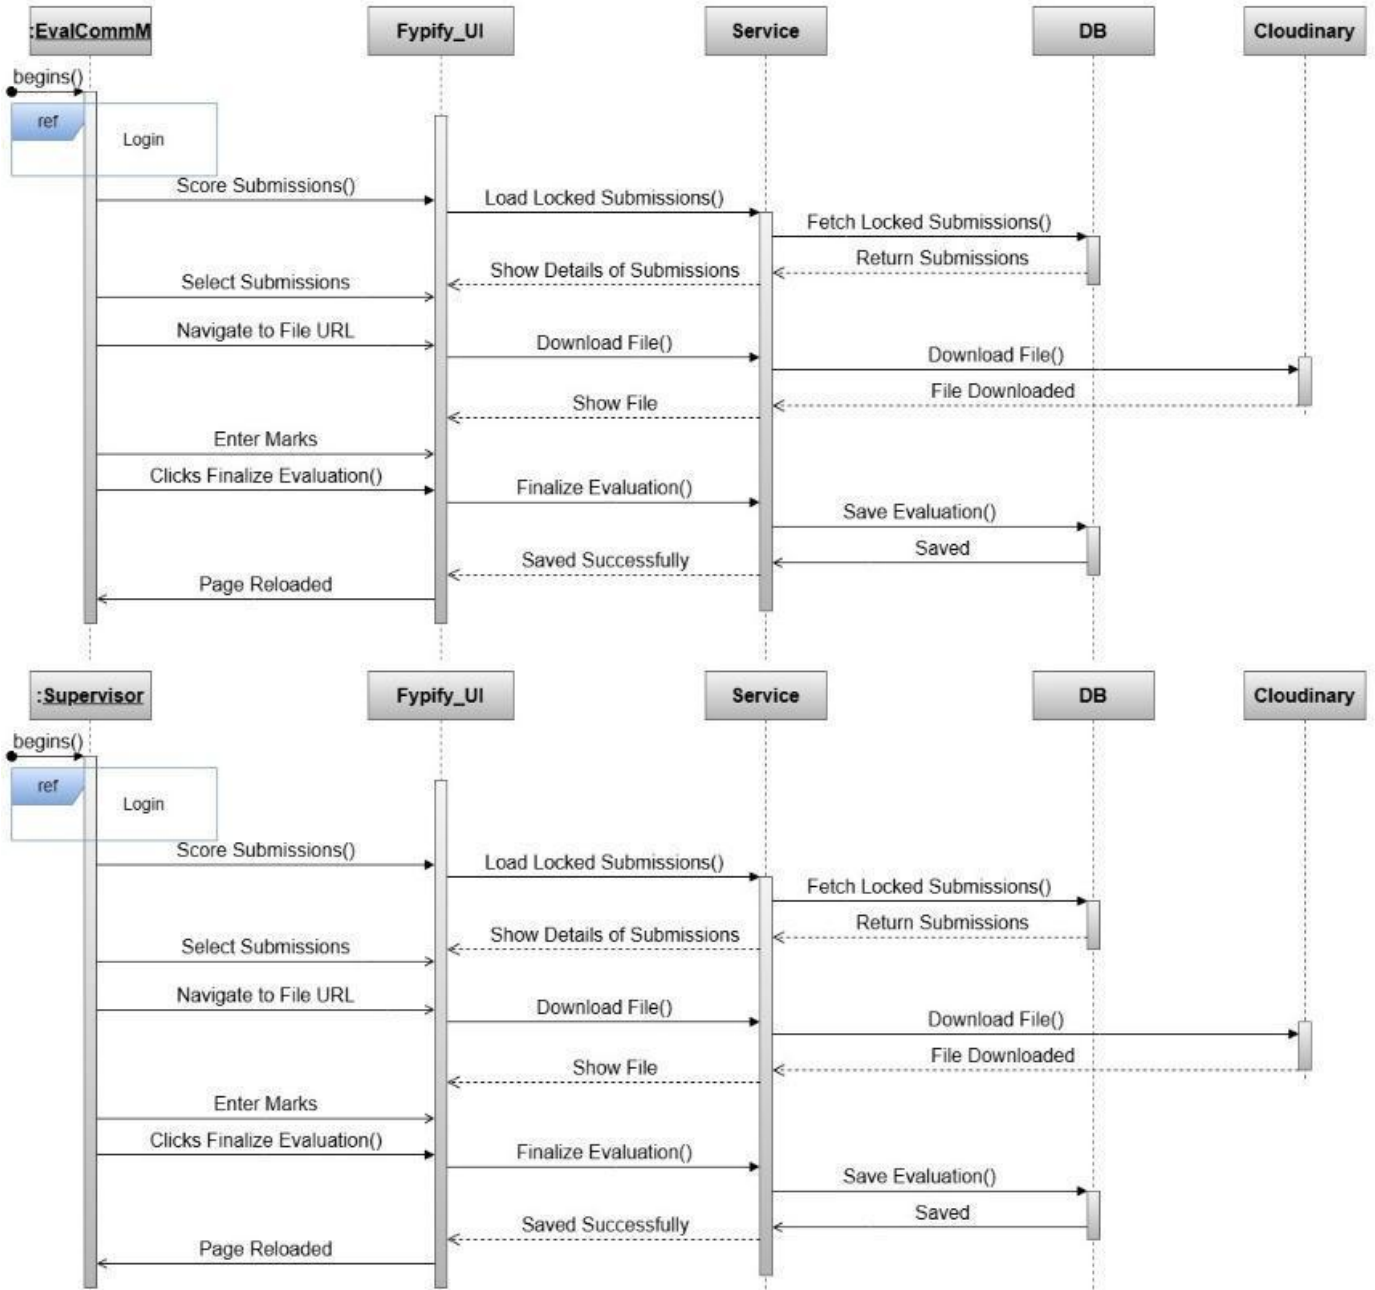 :EvalCommM
Fypify_UI
Service
DB
Cloudinary
begins()
ref
Login
Score Submissions()
Load Locked Submissions()
Fetch Locked Submissions()
Return Submissions
Show Details of Submissions
Select Submissions
Navigate to File URL
Download File()
Download File()
File Downloaded
Show File
Enter Marks
Clicks Finalize Evaluation()
Finalize Evaluation()
Save Evaluation()
Saved
Saved Successfully
Page Reloaded
:Supervisor
Fypify_UI
Service
DB
Cloudinary
begins()
ref
Login
Score Submissions()
Load Locked Submissions()
Fetch Locked Submissions()
Return Submissions
Show Details of Submissions
Select Submissions
Navigate to File URL
Download File()
Download File()
File Downloaded
Show File
Enter Marks
Clicks Finalize Evaluation()
Finalize Evaluation()
Save Evaluation()
Saved
Saved Successfully
Page Reloaded